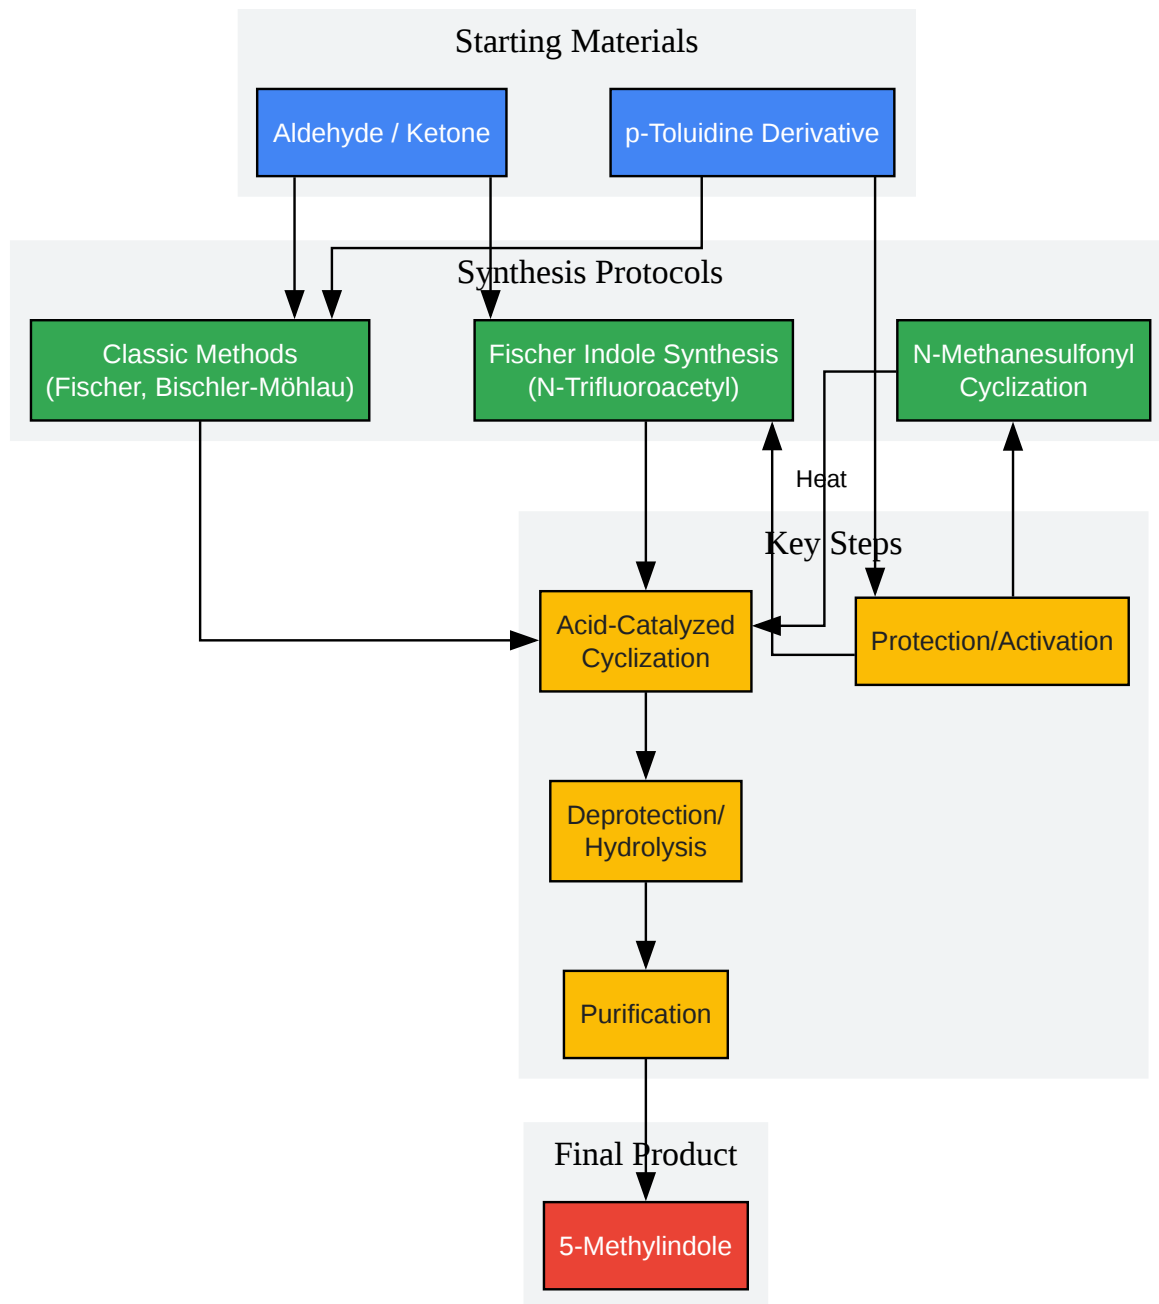 Starting Materials
Aldehyde / Ketone
p-Toluidine Derivative
Synthesis Protocols
Classic Methods
(Fischer, Bischler-Möhlau)
Fischer Indole Synthesis
(N-Trifluoroacetyl)
N-Methanesulfonyl
Cyclization
Heat
Key Steps
Acid-Catalyzed
Cyclization
Protection/Activation
Deprotection/
Hydrolysis
Purification
Final Product
5-Methylindole